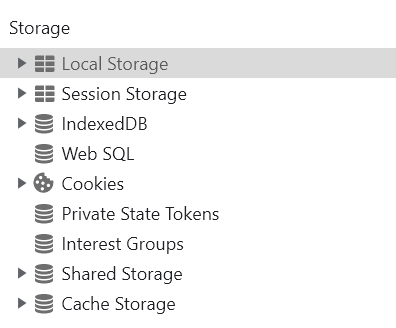 Storage
Local Storage
Session Storage
IndexedDB
Web SQL
Cookies
Private State Tokens
Interest Groups
Shared Storage
Cache Storage